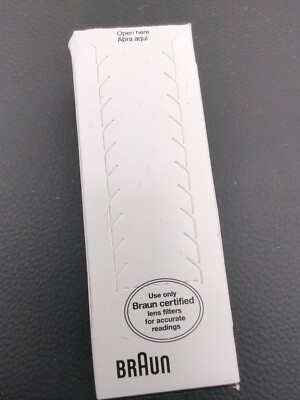 Open here
Abra aquí
Use only
Braun certified
lens filters
for accurate
readings
BRAUN